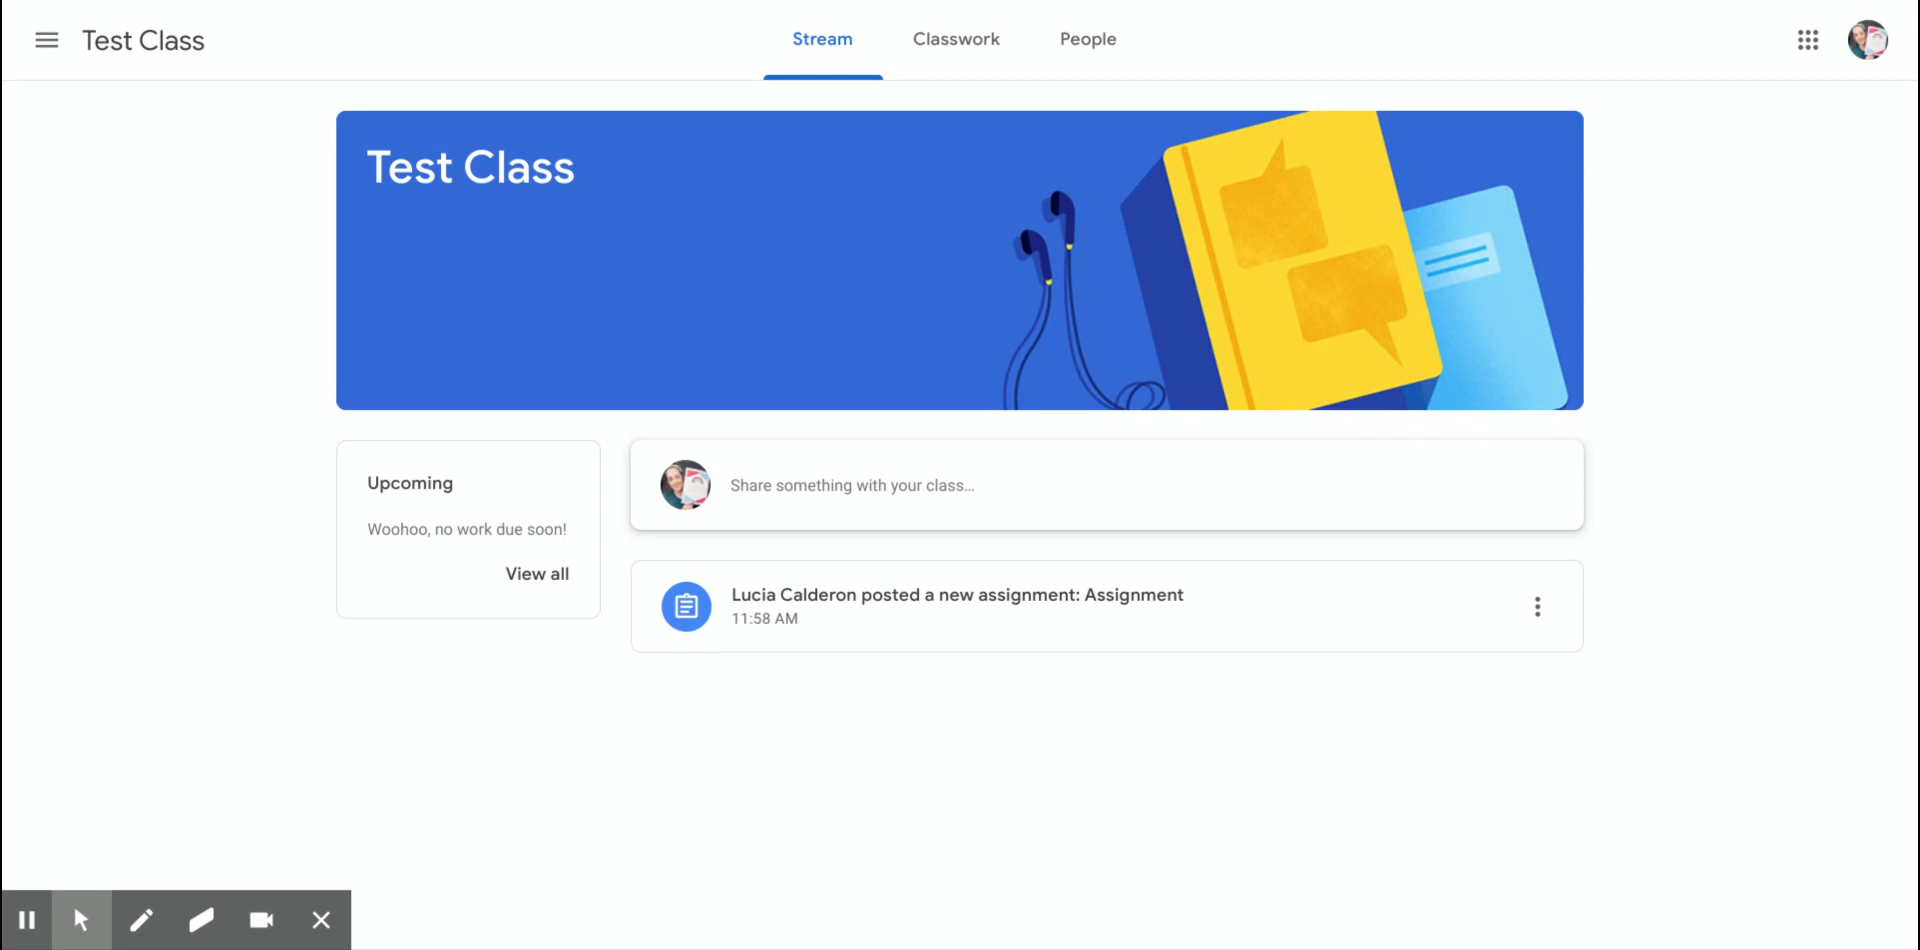 Test Class
Stream
Classwork
People
Test Class
Upcoming
Woohoo, no work due soon!
View all
Share something with your class...
Lucia Calderon posted a new assignment: Assignment
11:58 AM